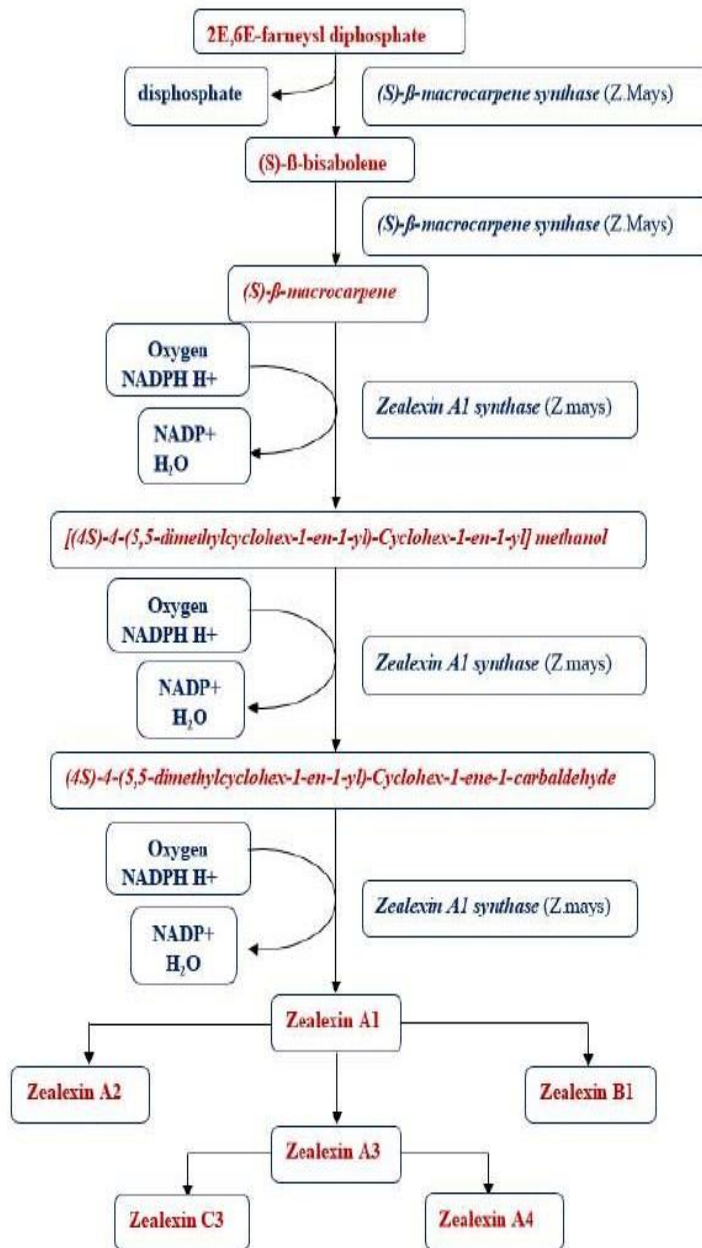 2E,6E-farneysl diphosphate
disphosphate
(S)-β-macrocarpene synthase (Z.Mays)
(S)-ß-bisabolene
(S)-β-macrocarpene synthase (Z.Mays)
(S)-β-macrocarpene
Oxygen
NADPH H+
Zealexin A1 synthase (Z.mays)
NADP+
H₂O
[(4S)-4-(5,5-dimethylcyclohex-1-en-1-yl)-Cyclohex-1-en-1-yl] methanol
Oxygen
NADPH H+
Zealexin A1 synthase (Z.mays)
NADP+
H₂O
(4S)-4-(5,5-dimethylcyclohex-1-en-1-yl)-Cyclohex-1-ene-1-carbaldehyde
Oxygen
NADPH H+
Zealexin A1 synthase (Z.mays)
NADP+
H₂O
Zealexin A1
Zealexin A2
Zealexin B1
Zealexin A3
Zealexin C3
Zealexin A4